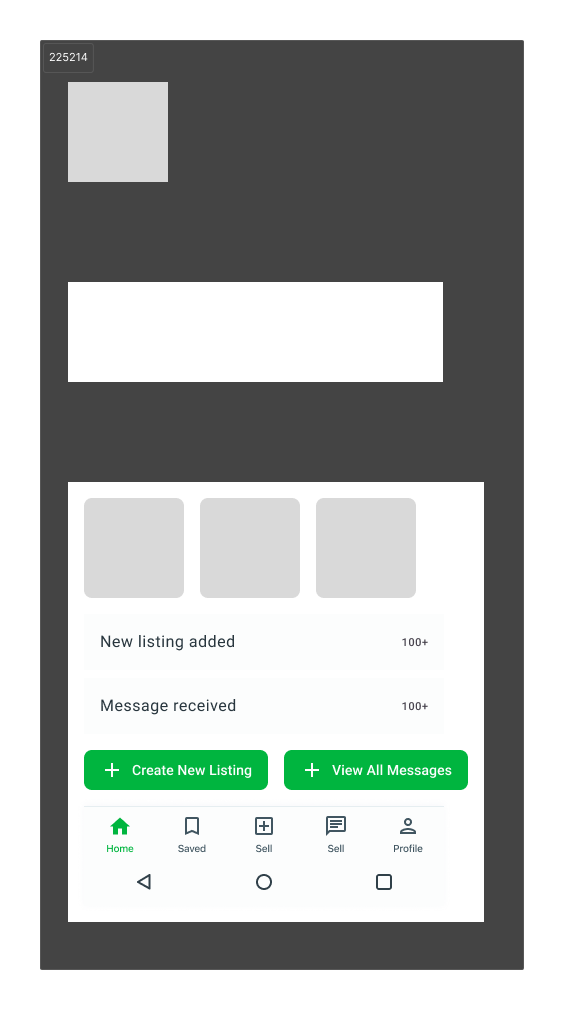 225214
New listing added 100+
Message received 100+
Create New Listing View All Messages
Home Saved Sell Sell Profile